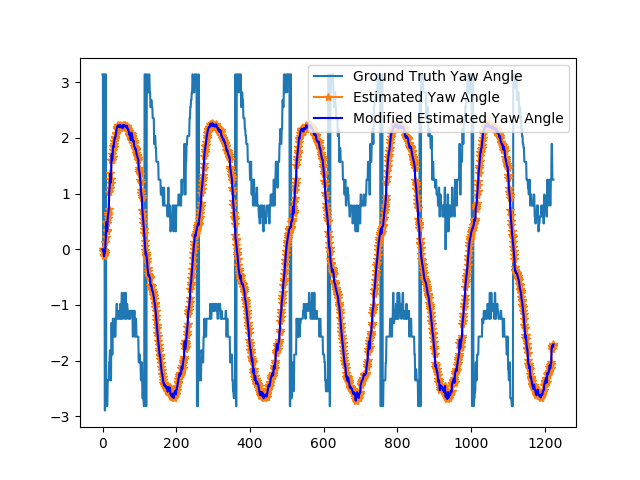 Ground Truth Yaw Angle
Estimated Yaw Angle
Modified Estimated Yaw Angle
3
2
1
0
−1
−2
−3
0 200 400 600 800 1000 1200